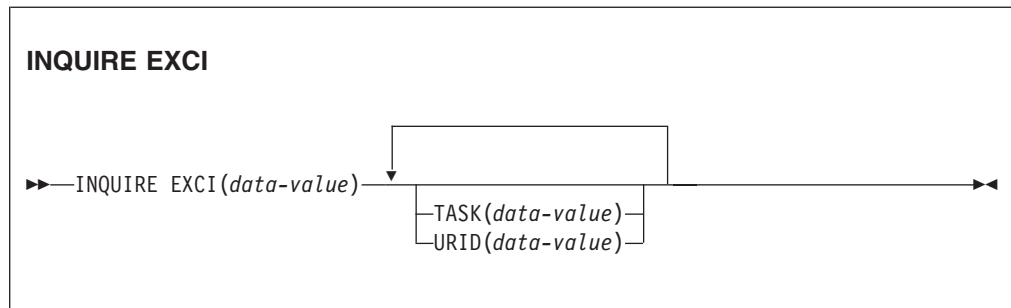 INQUIRE EXCI
INQUIRE EXCI(data-value)
TASK(data-value)
URID(data-value)